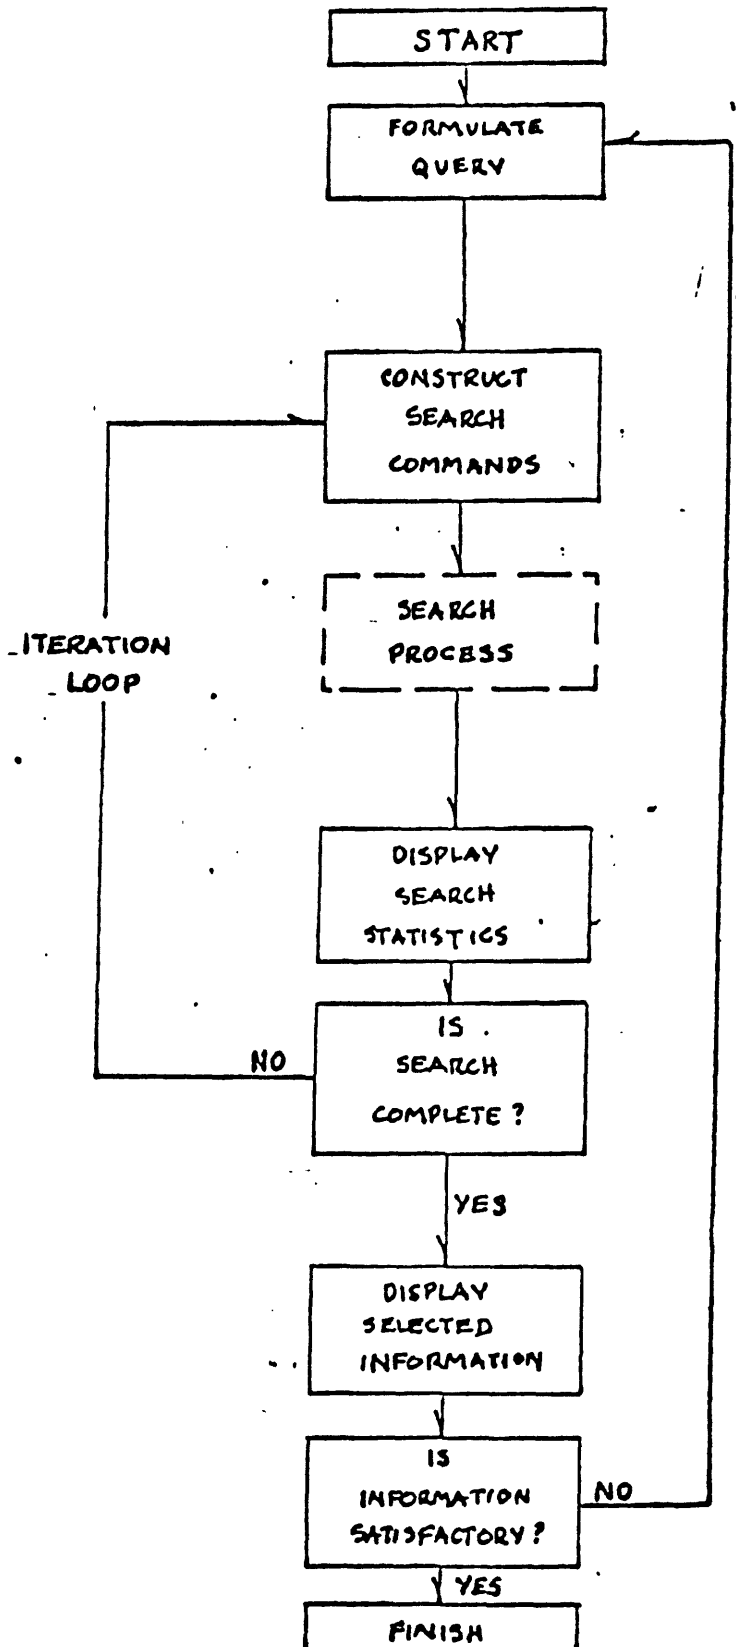 START
FORMULATE
QUERY
CONSTRUCT
SEARCH
COMMANDS
SEARCH
PROCESS
ITERATION
LOOP
DISPLAY
SEARCH
STATISTICS
IS
SEARCH
COMPLETE?
NO
YES
DISPLAY
SELECTED
INFORMATION
IS
INFORMATION
SATISFACTORY?
NO
YES
FINISH